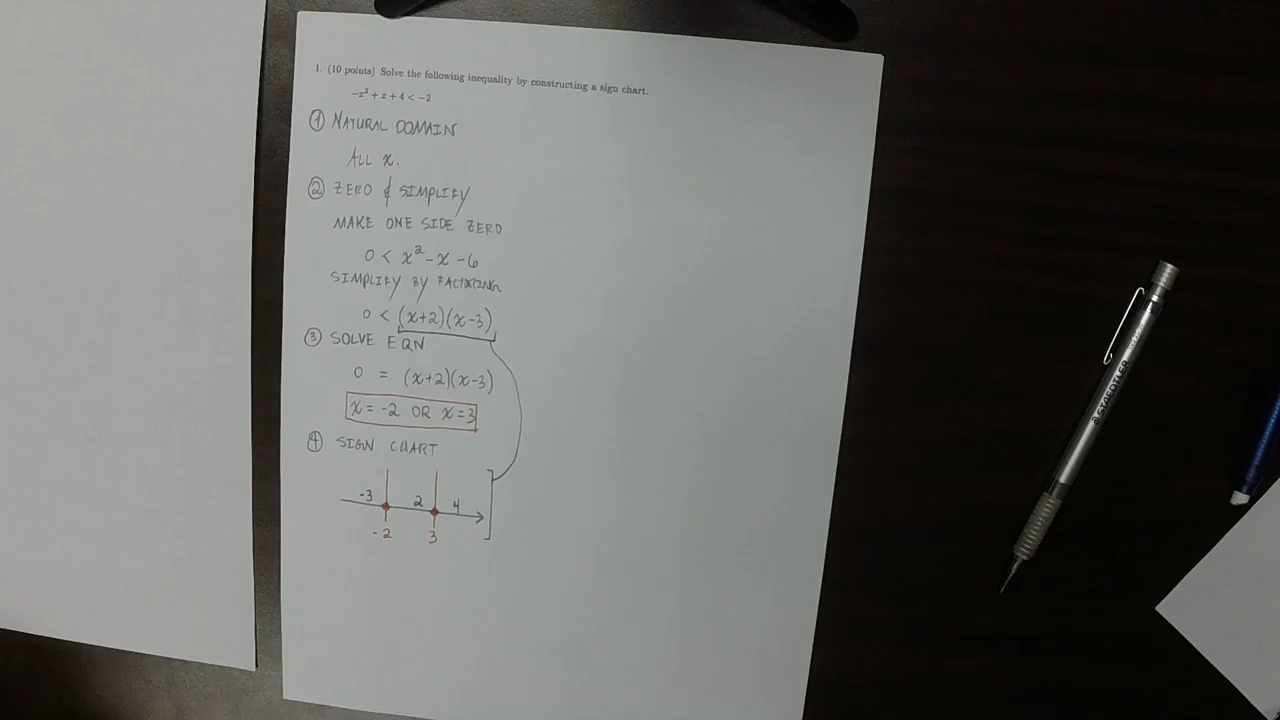 1. (10 points) Solve the following inequality by constructing a sign chart.
-x² + x + 4 < -2
① NATURAL DOMAIN
ALL x.
② ZERO & SIMPLIFY
MAKE ONE SIDE ZERO
0 < x² - x - 6
SIMPLIFY BY FACTORING
0 < (x+2)(x-3)
③ SOLVE EQN
0 = (x+2)(x-3)
x = -2 OR x = 3
④ SIGN CHART
-3 2 4
-2 3
STAEDTLER